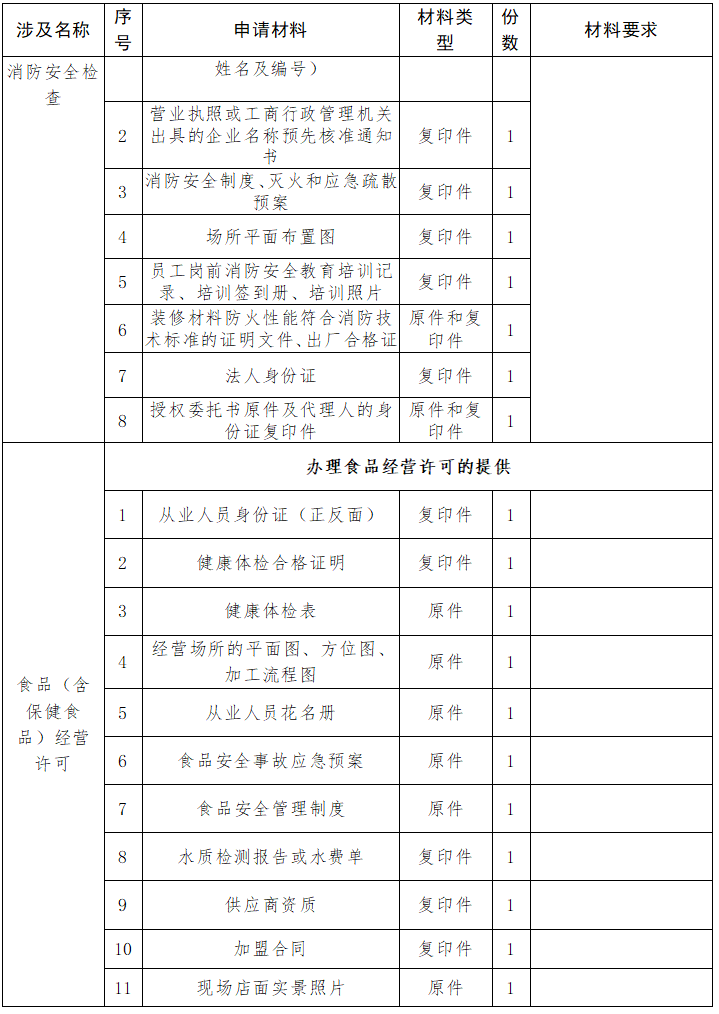 涉及名称 序号 申请材料 材料类型 份数 材料要求
消防安全检查
姓名及编号）
2 营业执照或工商行政管理机关出具的企业名称预先核准通知书 复印件 1
3 消防安全制度、灭火和应急疏散预案 复印件 1
4 场所平面布置图 复印件 1
5 员工岗前消防安全教育培训记录、培训签到册、培训照片 复印件 1
6 装修材料防火性能符合消防技术标准的证明文件、出厂合格证 原件和复印件 1
7 法人身份证 复印件 1
8 授权委托书原件及代理人的身份证复印件 原件和复印件 1
食品（含保健食品）经营许可
办理食品经营许可的提供
1 从业人员身份证（正反面） 复印件 1
2 健康体检合格证明 复印件 1
3 健康体检表 原件 1
4 经营场所的平面图、方位图、加工流程图 原件 1
5 从业人员花名册 原件 1
6 食品安全事故应急预案 原件 1
7 食品安全管理制度 原件 1
8 水质检测报告或水费单 复印件 1
9 供应商资质 复印件 1
10 加盟合同 复印件 1
11 现场店面实景照片 原件 1